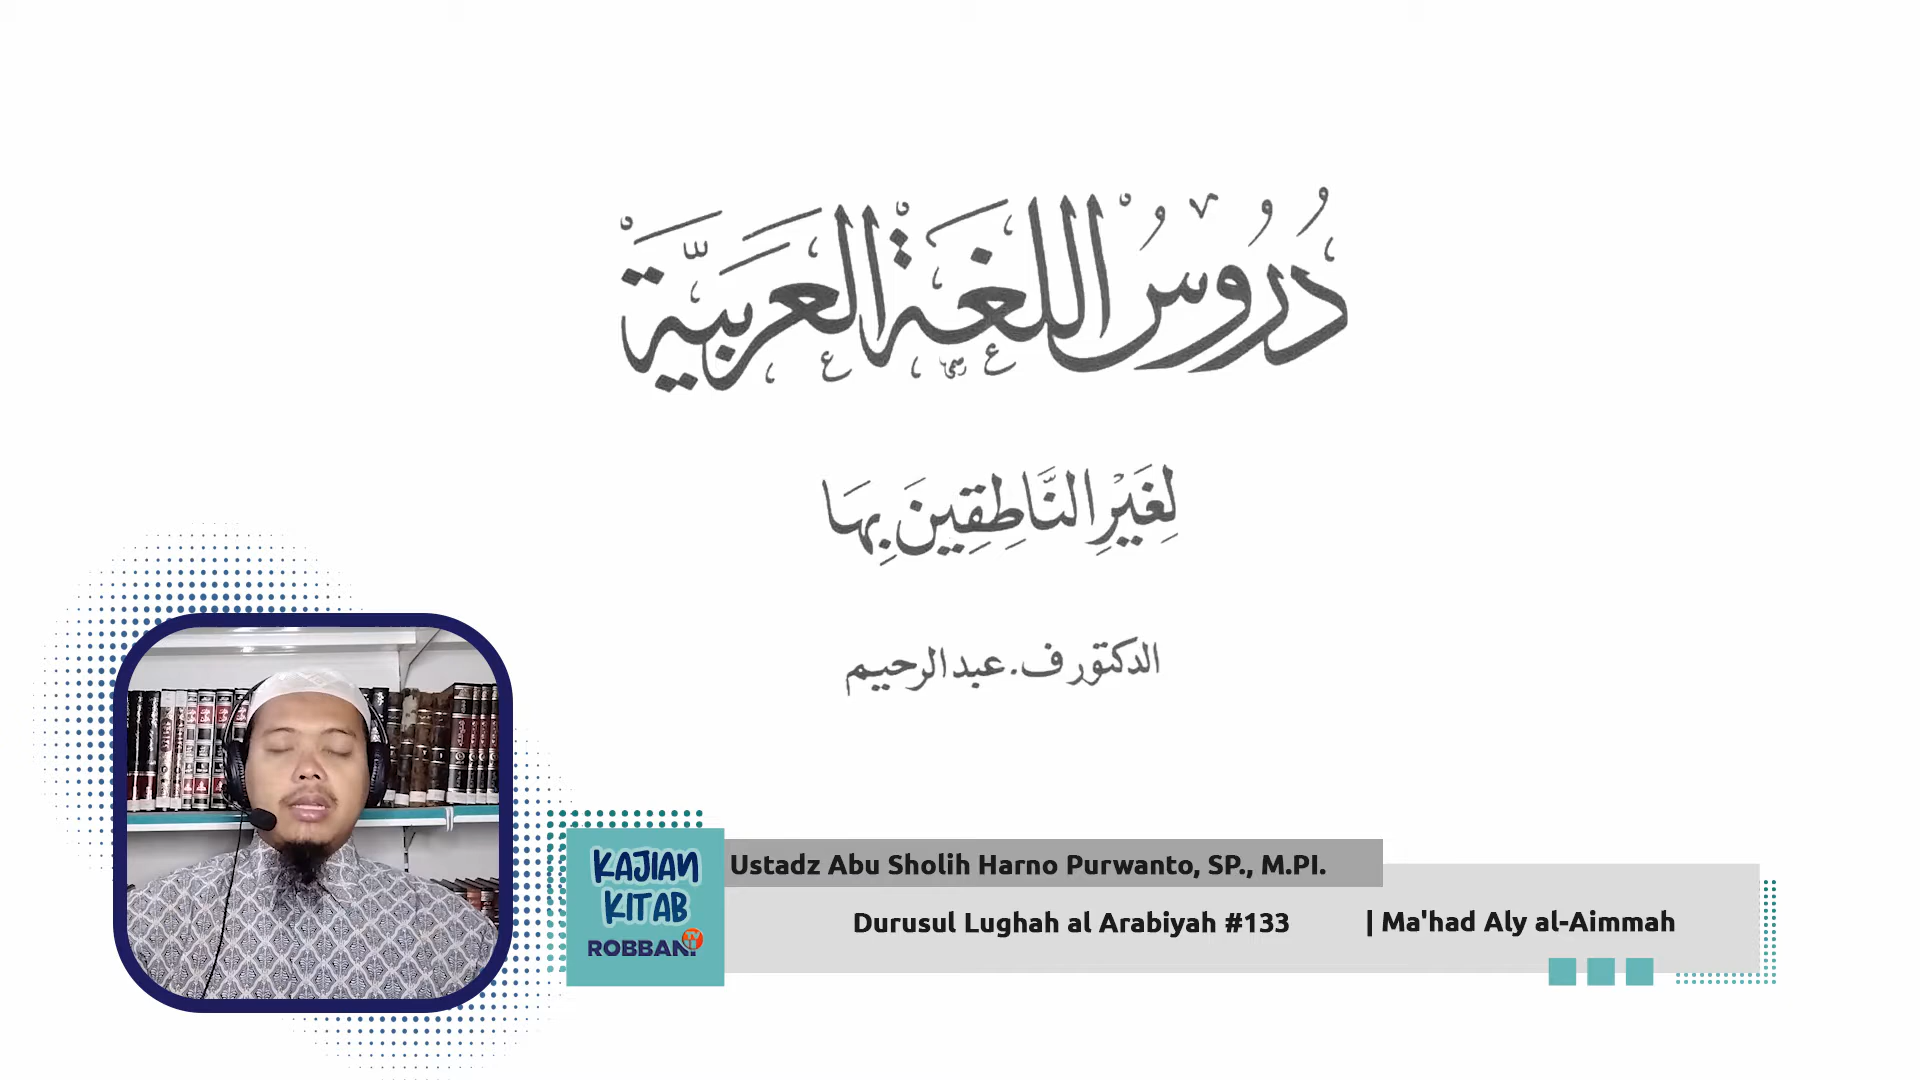 دُرُوسُ اللُّغَةِ الْعَرَبِيَّةِ
لِغَيْرِ النَّاطِقِينَ بِهَا
الدكتور ف. عبد الرحيم
KAJIAN
KITAB
ROBBANI
Ustadz Abu Sholih Harno Purwanto, SP., M.PI.
Durusul Lughah al Arabiyah #133 | Ma'had Aly al-Aimmah